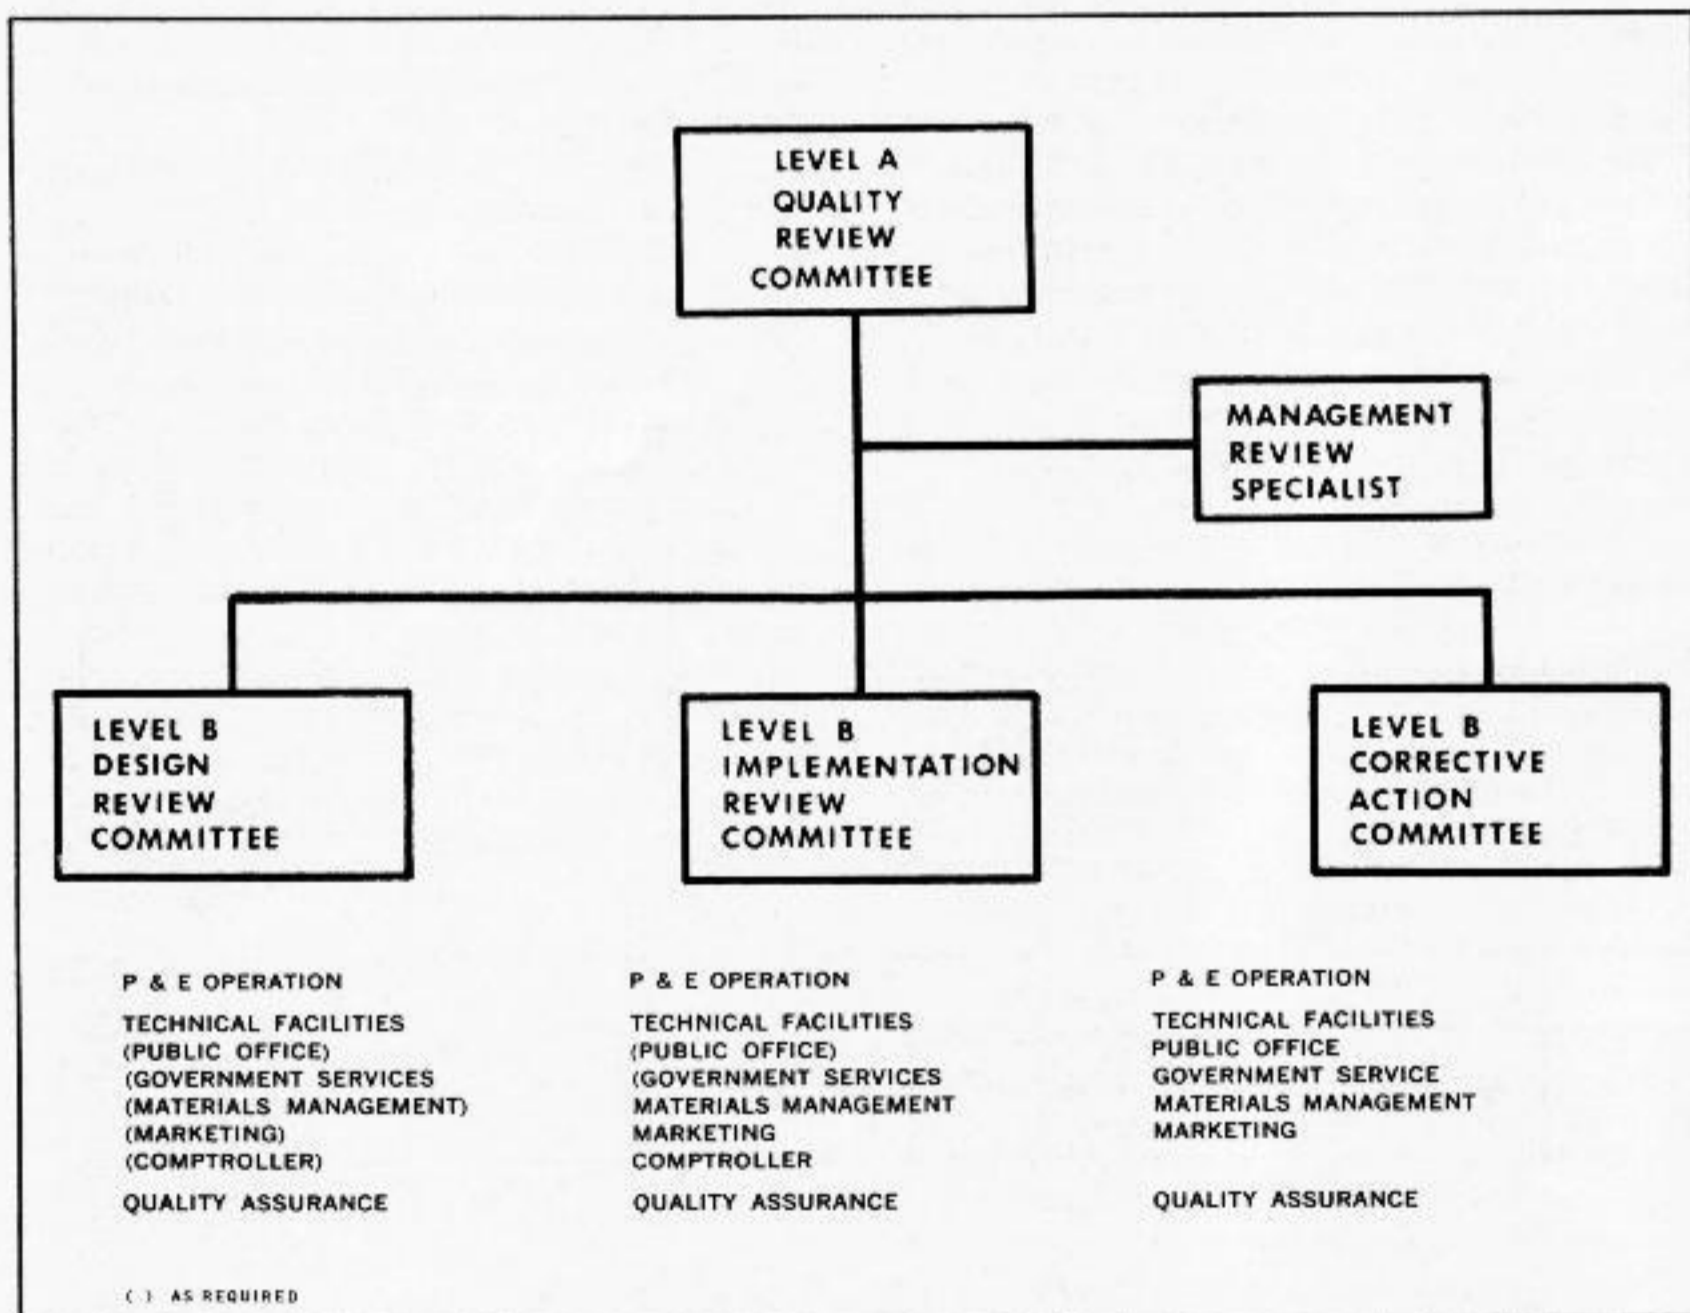 LEVEL A
QUALITY
REVIEW
COMMITTEE
MANAGEMENT
REVIEW
SPECIALIST
LEVEL B
DESIGN
REVIEW
COMMITTEE
LEVEL B
IMPLEMENTATION
REVIEW
COMMITTEE
LEVEL B
CORRECTIVE
ACTION
COMMITTEE
P & E OPERATION
TECHNICAL FACILITIES
(PUBLIC OFFICE)
(GOVERNMENT SERVICES
(MATERIALS MANAGEMENT)
(MARKETING)
(COMPTROLLER)
QUALITY ASSURANCE
P & E OPERATION
TECHNICAL FACILITIES
(PUBLIC OFFICE)
(GOVERNMENT SERVICES
MATERIALS MANAGEMENT
MARKETING
COMPTROLLER
QUALITY ASSURANCE
P & E OPERATION
TECHNICAL FACILITIES
PUBLIC OFFICE
GOVERNMENT SERVICE
MATERIALS MANAGEMENT
MARKETING
QUALITY ASSURANCE
( ) AS REQUIRED